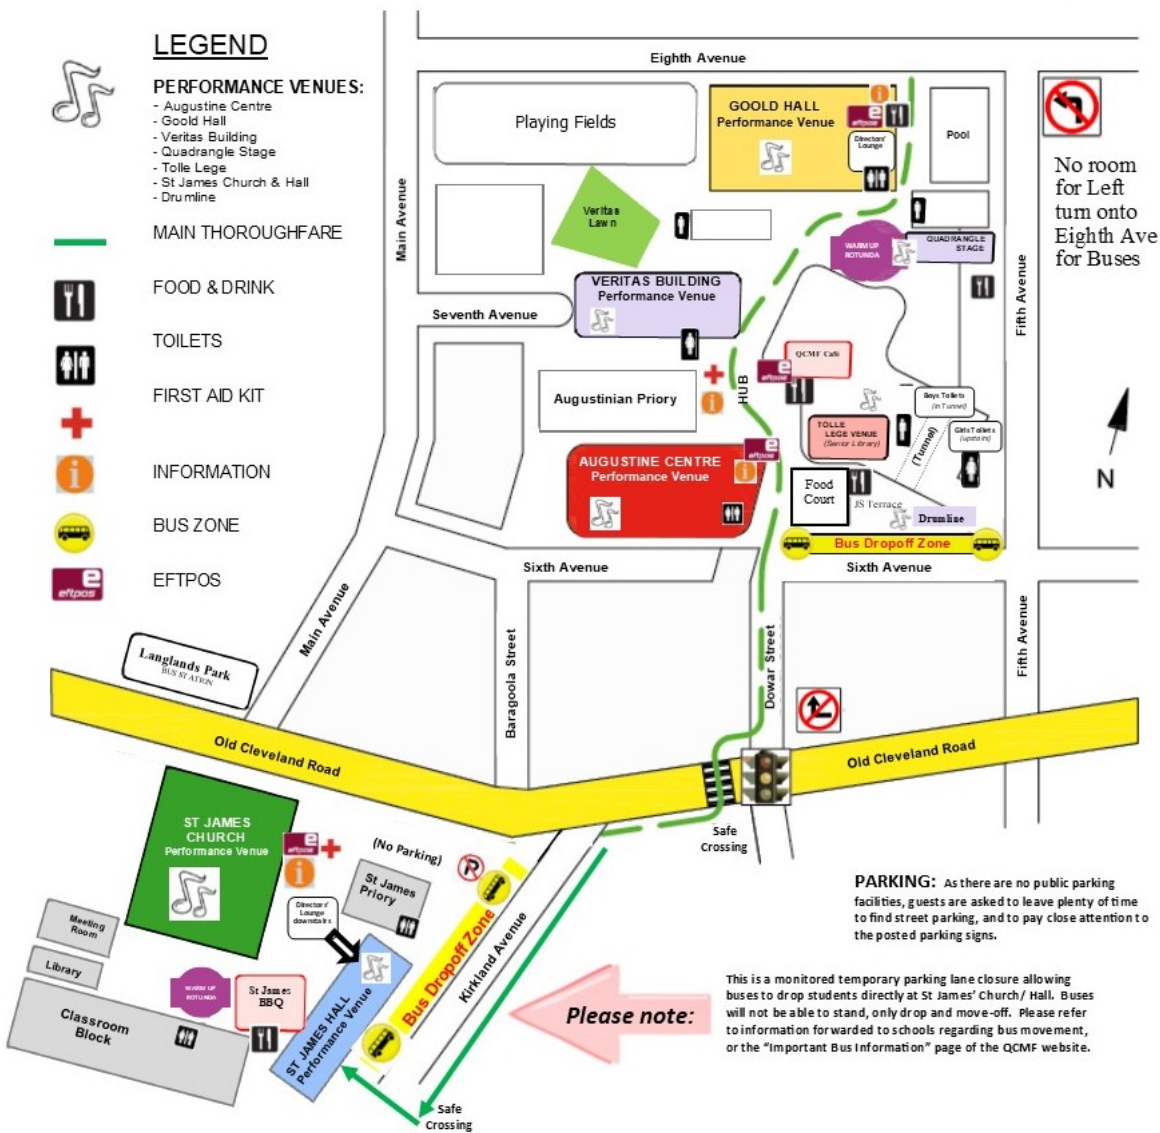 LEGEND
PERFORMANCE VENUES:
- Augustine Centre
- Goold Hall
- Veritas Building
- Quadrangle Stage
- Tolle Lege
- St James Church & Hall
- Drumline
MAIN THOROUGHFARE
FOOD & DRINK
TOILETS
FIRST AID KIT
INFORMATION
BUS ZONE
e
eftpos
EFTPOS
Eighth Avenue
Playing Fields
GOOLD HALL
Performance Venue
e
eftpos
Directors'
Lounge
Pool
No room
for Left
turn onto
Eighth Ave
for Buses
Main Avenue
Veritas
Lawn
WARM UP
ROTUNDA
QUADRANGLE
STAGE
Fifth Avenue
VERITAS BUILDING
Performance Venue
Seventh Avenue
QCMF Café
e
eftpos
HUB
Augustinian Priory
Boys Toilets
(in Tunnel)
Girls Toilets
(upstairs)
(Tunnel)
TOLLE
LEGE VENUE
(Senior Library)
N
AUGUSTINE CENTRE
Performance Venue
e
eftpos
Food
Court
JS Terrace
Drumline
Bus Dropoff Zone
Sixth Avenue
Sixth Avenue
Main Avenue
Baragoola Street
Dowar Street
Fifth Avenue
Langlands Park
BUS STATION
Old Cleveland Road
Old Cleveland Road
Safe
Crossing
ST JAMES
CHURCH
Performance Venue
e
eftpos
(No Parking)
St James
Priory
Directors'
Lounge
downstairs
Meeting
Room
Library
WARM UP
ROTUNDA
St James
BBQ
Classroom
Block
ST JAMES HALL
Performance Venue
Bus Dropoff Zone
Kirkland Avenue
Safe
Crossing
PARKING: As there are no public parking
facilities, guests are asked to leave plenty of time
to find street parking, and to pay close attention to
the posted parking signs.
Please note:
This is a monitored temporary parking lane closure allowing
buses to drop students directly at St James' Church/ Hall. Buses
will not be able to stand, only drop and move-off. Please refer
to information forwarded to schools regarding bus movement,
or the "Important Bus Information" page of the QCMF website.